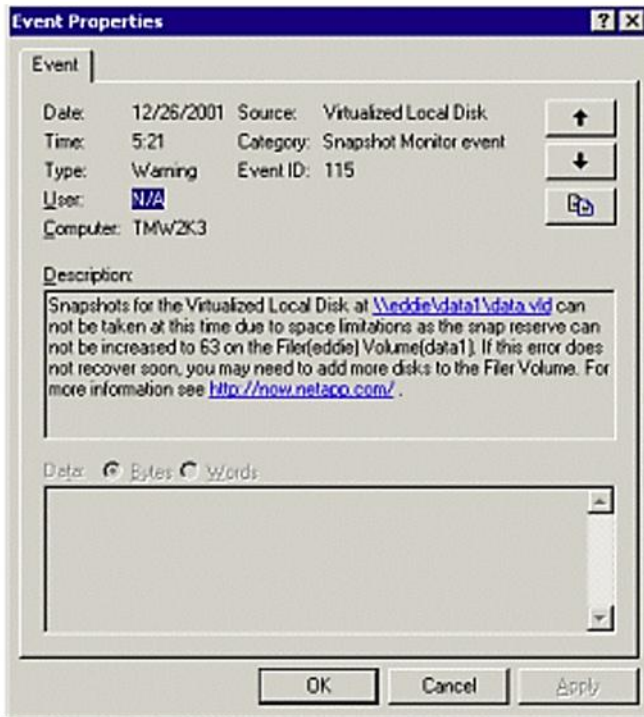 Event Properties
Event
Date: 12/26/2001 Source: Virtualized Local Disk
Time: 5:21 Category: Snapshot Monitor event
Type: Warning Event ID: 115
User: N/A
Computer: TMW2K3
Description:
Snapshots for the Virtualized Local Disk at \\eddie\data1\data.vld can
not be taken at this time due to space limitations as the snap reserve can
not be increased to 63 on the Filer(eddie) Volume(data1). If this error does
not recover soon, you may need to add more disks to the Filer Volume. For
more information see http://now.netapp.com/ .
Data: Bytes Words
OK Cancel Apply